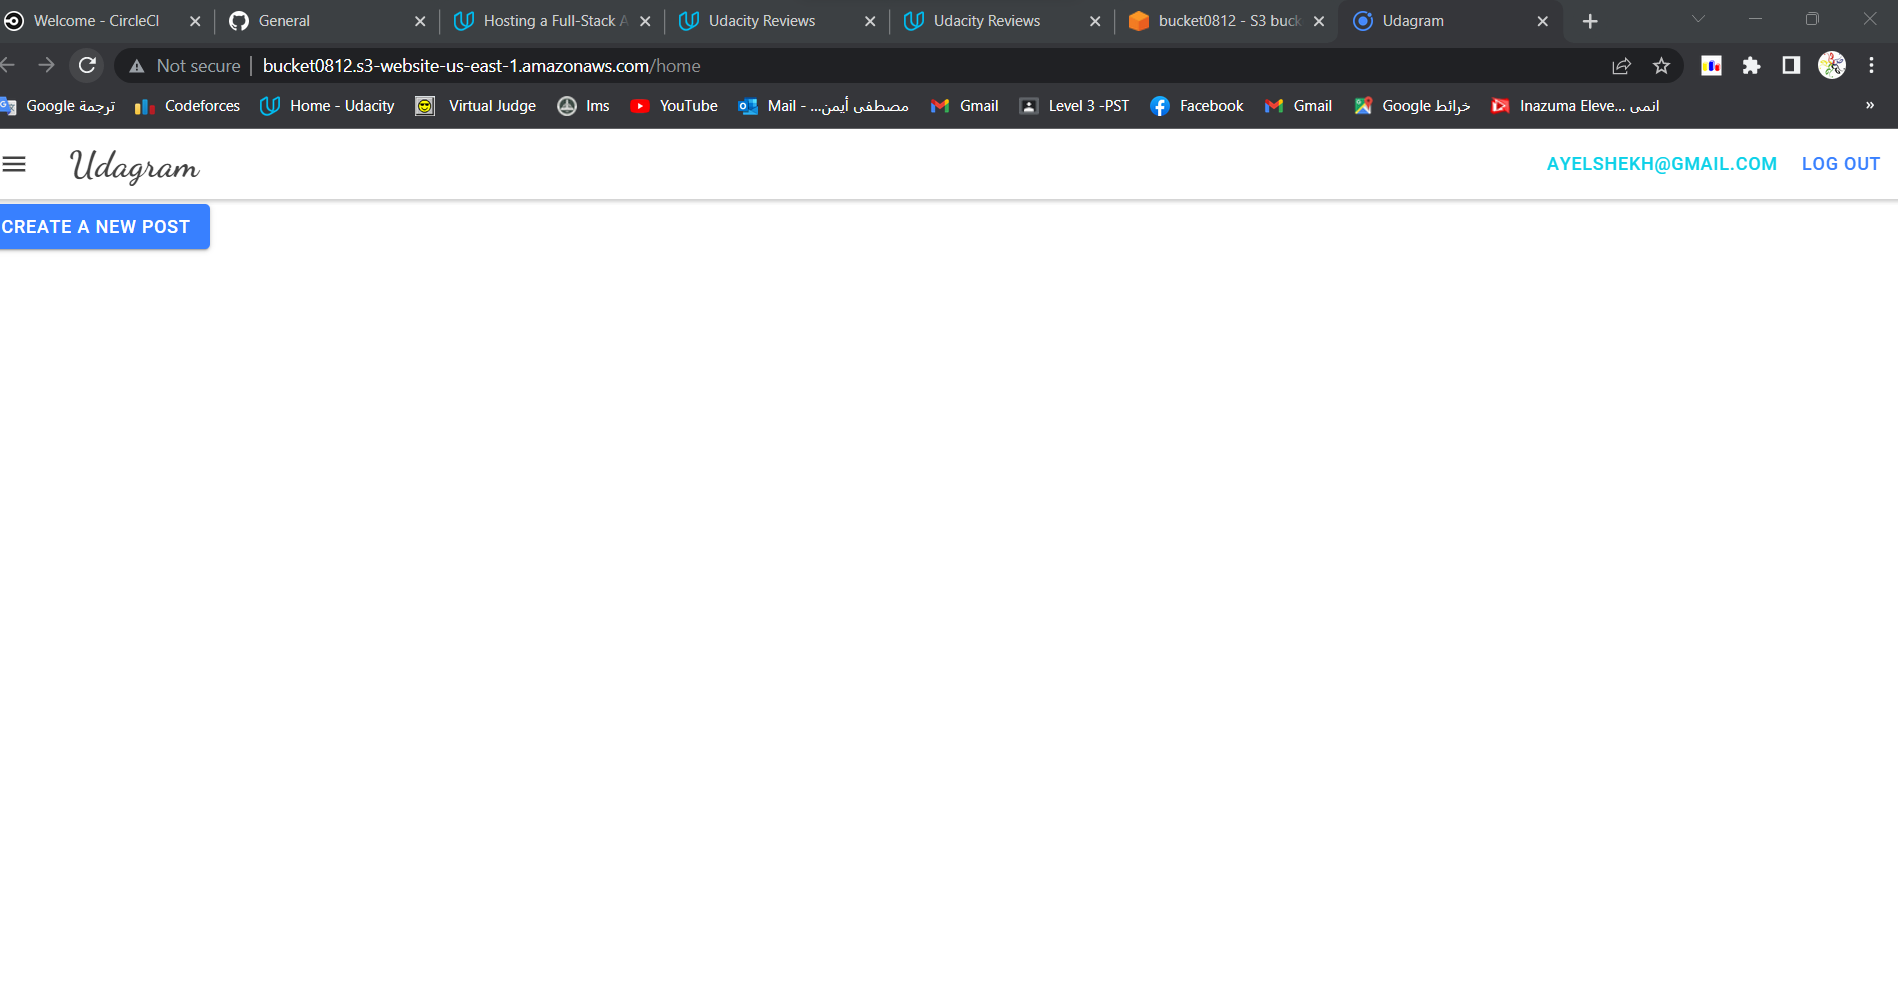 Welcome - CircleCI
General
Hosting a Full-Stack A
Udacity Reviews
Udacity Reviews
bucket0812 - S3 buck
Udagram
Not secure
bucket0812.s3-website-us-east-1.amazonaws.com/home
ترجمة Google
Codeforces
Home - Udacity
Virtual Judge
Ims
YouTube
Mail - ...مصطفى أيمن
Gmail
Level 3 -PST
Facebook
Gmail
خرائط Google
Inazuma Eleve... انمى
»
Udagram
AYELSHEKH@GMAIL.COM
LOG OUT
CREATE A NEW POST